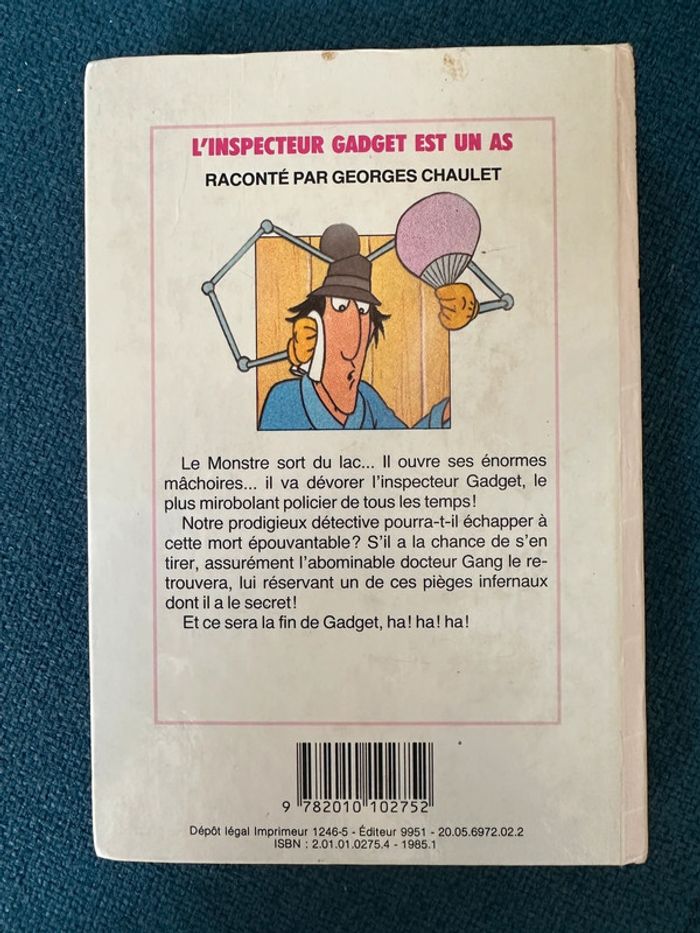 L'INSPECTEUR GADGET EST UN AS
RACONTÉ PAR GEORGES CHAULET
Le Monstre sort du lac... Il ouvre ses énormes
mâchoires... il va dévorer l'inspecteur Gadget, le
plus mirobolant policier de tous les temps!
Notre prodigieux détective pourra-t-il échapper à
cette mort épouvantable? S'il a la chance de s'en
tirer, assurément l'abominable docteur Gang le re-
trouvera, lui réservant un de ces pièges infernaux
dont il a le secret!
Et ce sera la fin de Gadget, ha! ha! ha!
9 782010 102752
Dépôt légal Imprimeur 1246-5 - Éditeur 9951 - 20.05.6972.02.2
ISBN : 2.01.01.0275.4 - 1985.1